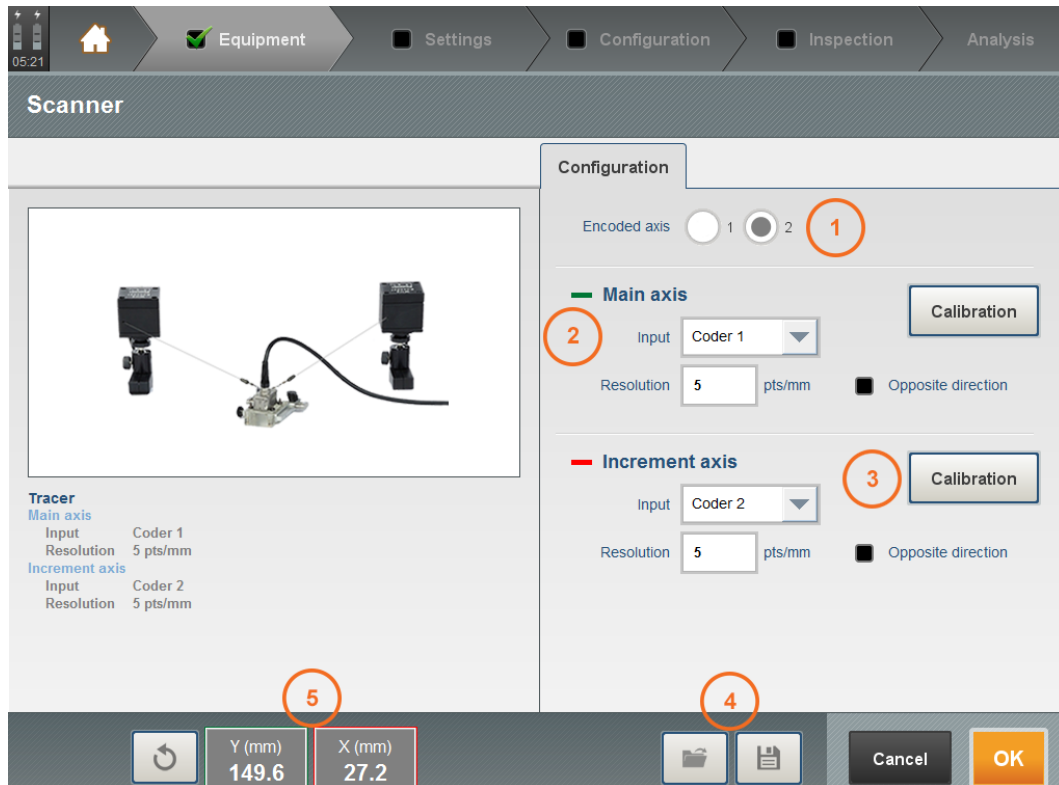 05:21
Equipment
Settings
Configuration
Inspection
Analysis
Scanner
Configuration
Encoded axis 1 2 1
Main axis
Calibration
2 Input Coder 1
Resolution 5 pts/mm Opposite direction
Increment axis
3 Calibration
Input Coder 2
Resolution 5 pts/mm Opposite direction
Tracer
Main axis
Input Coder 1
Resolution 5 pts/mm
Increment axis
Input Coder 2
Resolution 5 pts/mm
5
4
Y (mm) X (mm)
149.6 27.2
Cancel OK